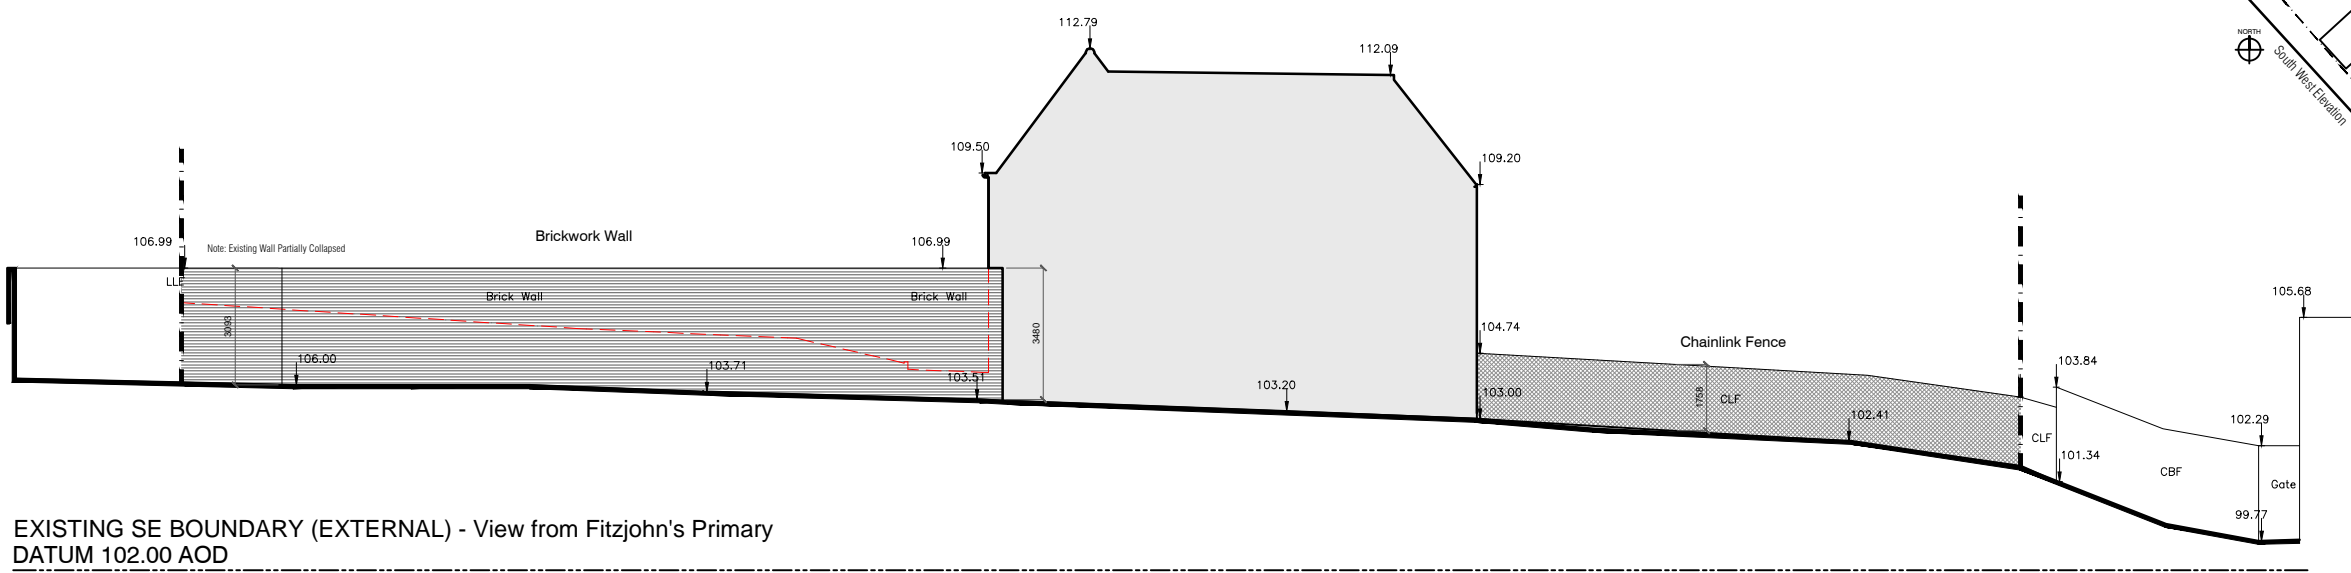 112.79
112.09
NORTH
South West Elevation
109.50
109.20
106.99
Note: Existing Wall Partially Collapsed
Brickwork Wall
106.99
LLF
Brick Wall
Brick Wall
3093
3480
105.68
104.74
Chainlink Fence
103.84
106.00
103.71
103.51
103.20
103.00
1758
CLF
102.41
102.29
CLF
101.34
CBF
Gate
99.77
EXISTING SE BOUNDARY (EXTERNAL) - View from Fitzjohn's Primary
DATUM 102.00 AOD